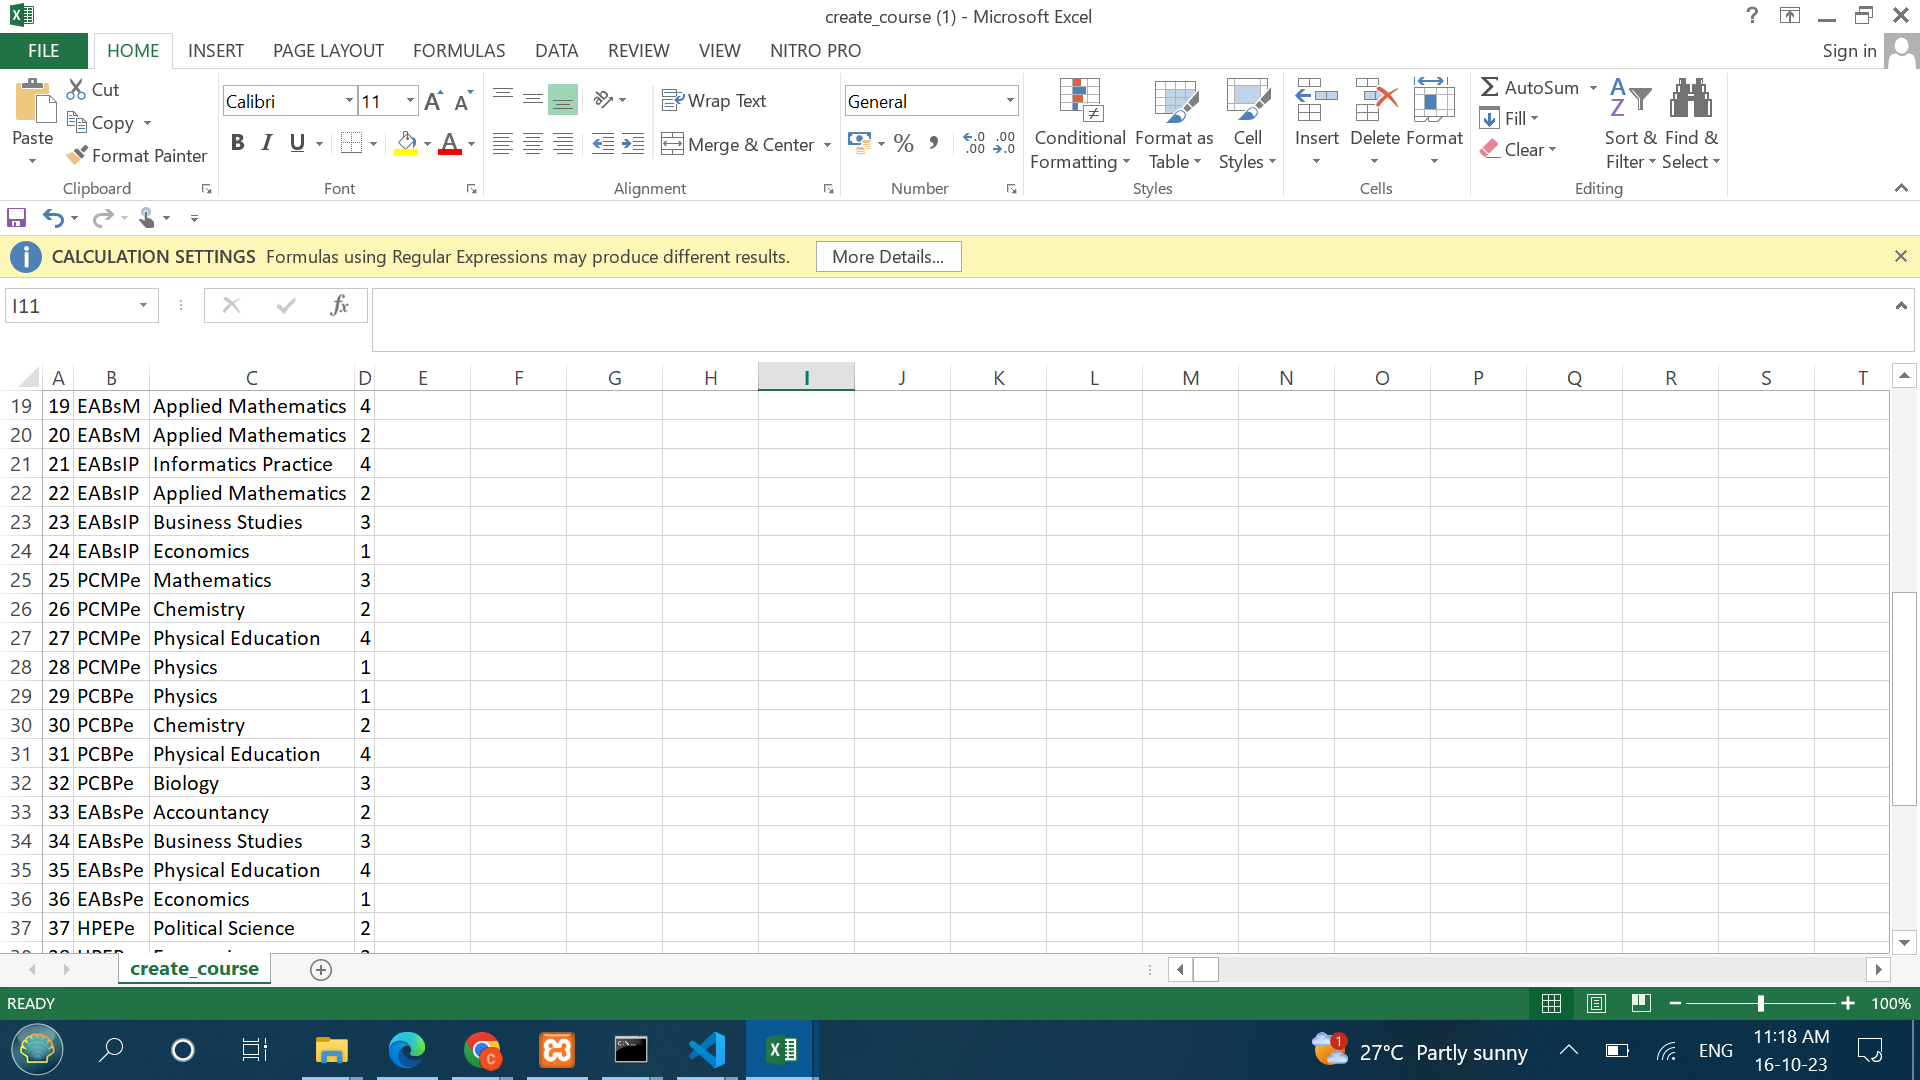 create_course (1) - Microsoft Excel
FILE HOME INSERT PAGE LAYOUT FORMULAS DATA REVIEW VIEW NITRO PRO Sign in
Cut
Copy
Format Painter
Paste
Clipboard
Calibri 11
B I U
Font
Wrap Text
Merge & Center
Alignment
General
% , .00 .0
Number
Conditional Formatting
Format as Table
Cell Styles
Styles
Insert Delete Format
Cells
AutoSum
Fill
Clear
Sort & Filter
Find & Select
Editing
CALCULATION SETTINGS Formulas using Regular Expressions may produce different results. More Details...
I11 fx
A B C D E F G H I J K L M N O P Q R S T
19 19 EABsM Applied Mathematics 4
20 20 EABsM Applied Mathematics 2
21 21 EABsIP Informatics Practice 4
22 22 EABsIP Applied Mathematics 2
23 23 EABsIP Business Studies 3
24 24 EABsIP Economics 1
25 25 PCMPe Mathematics 3
26 26 PCMPe Chemistry 2
27 27 PCMPe Physical Education 4
28 28 PCMPe Physics 1
29 29 PCBPe Physics 1
30 30 PCBPe Chemistry 2
31 31 PCBPe Physical Education 4
32 32 PCBPe Biology 3
33 33 EABsPe Accountancy 2
34 34 EABsPe Business Studies 3
35 35 EABsPe Physical Education 4
36 36 EABsPe Economics 1
37 37 HPEPe Political Science 2
create_course
READY 100%
1 27°C Partly sunny ENG
11:18 AM
16-10-23